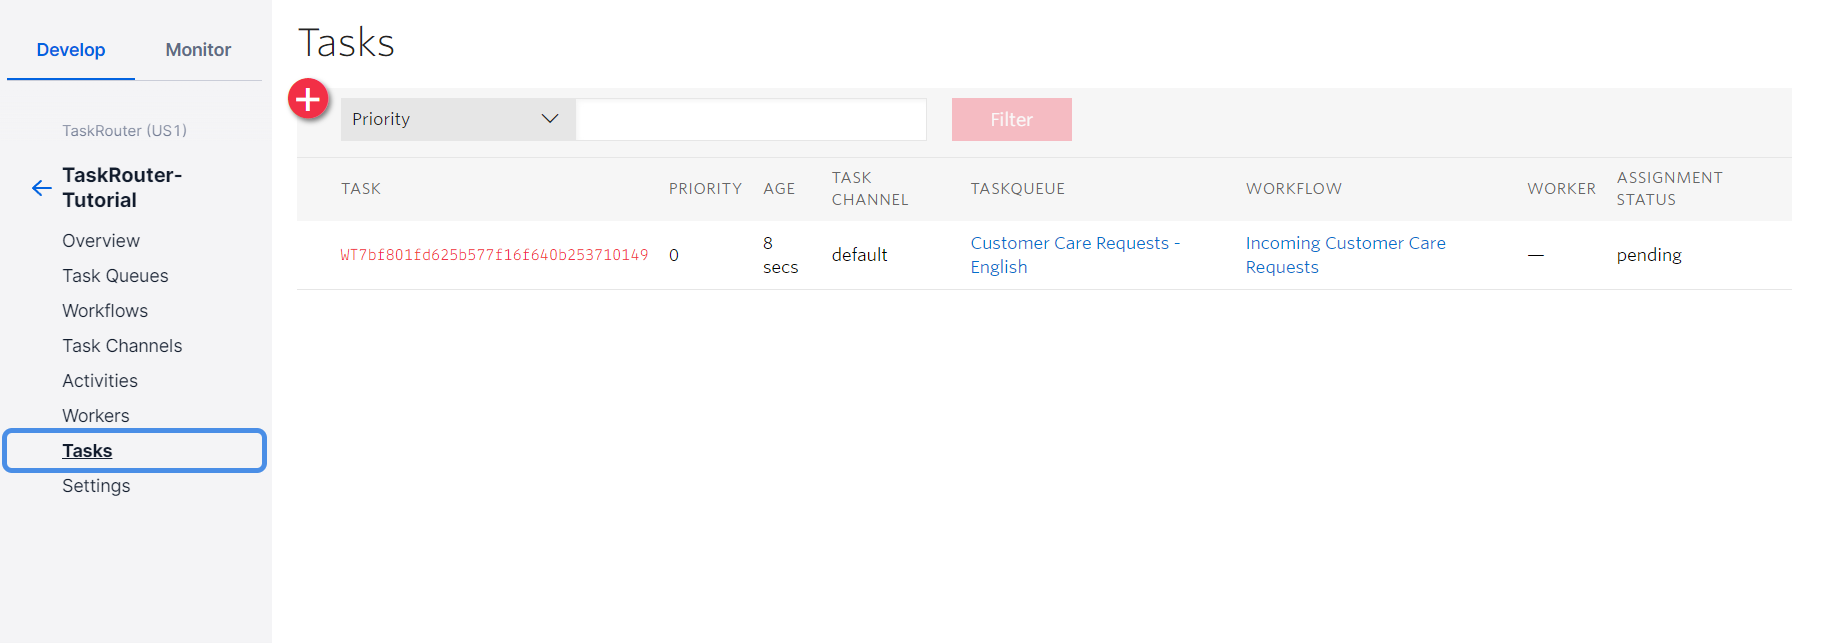 Develop
Monitor
TaskRouter (US1)
TaskRouter-
Tutorial
Overview
Task Queues
Workflows
Task Channels
Activities
Workers
Tasks
Settings
Tasks
Priority
Filter
TASK
PRIORITY
AGE
TASK
CHANNEL
TASKQUEUE
WORKFLOW
WORKER
ASSIGNMENT
STATUS
WT7bf801fd625b577f16f640b253710149
0
8
secs
default
Customer Care Requests -
English
Incoming Customer Care
Requests
—
pending